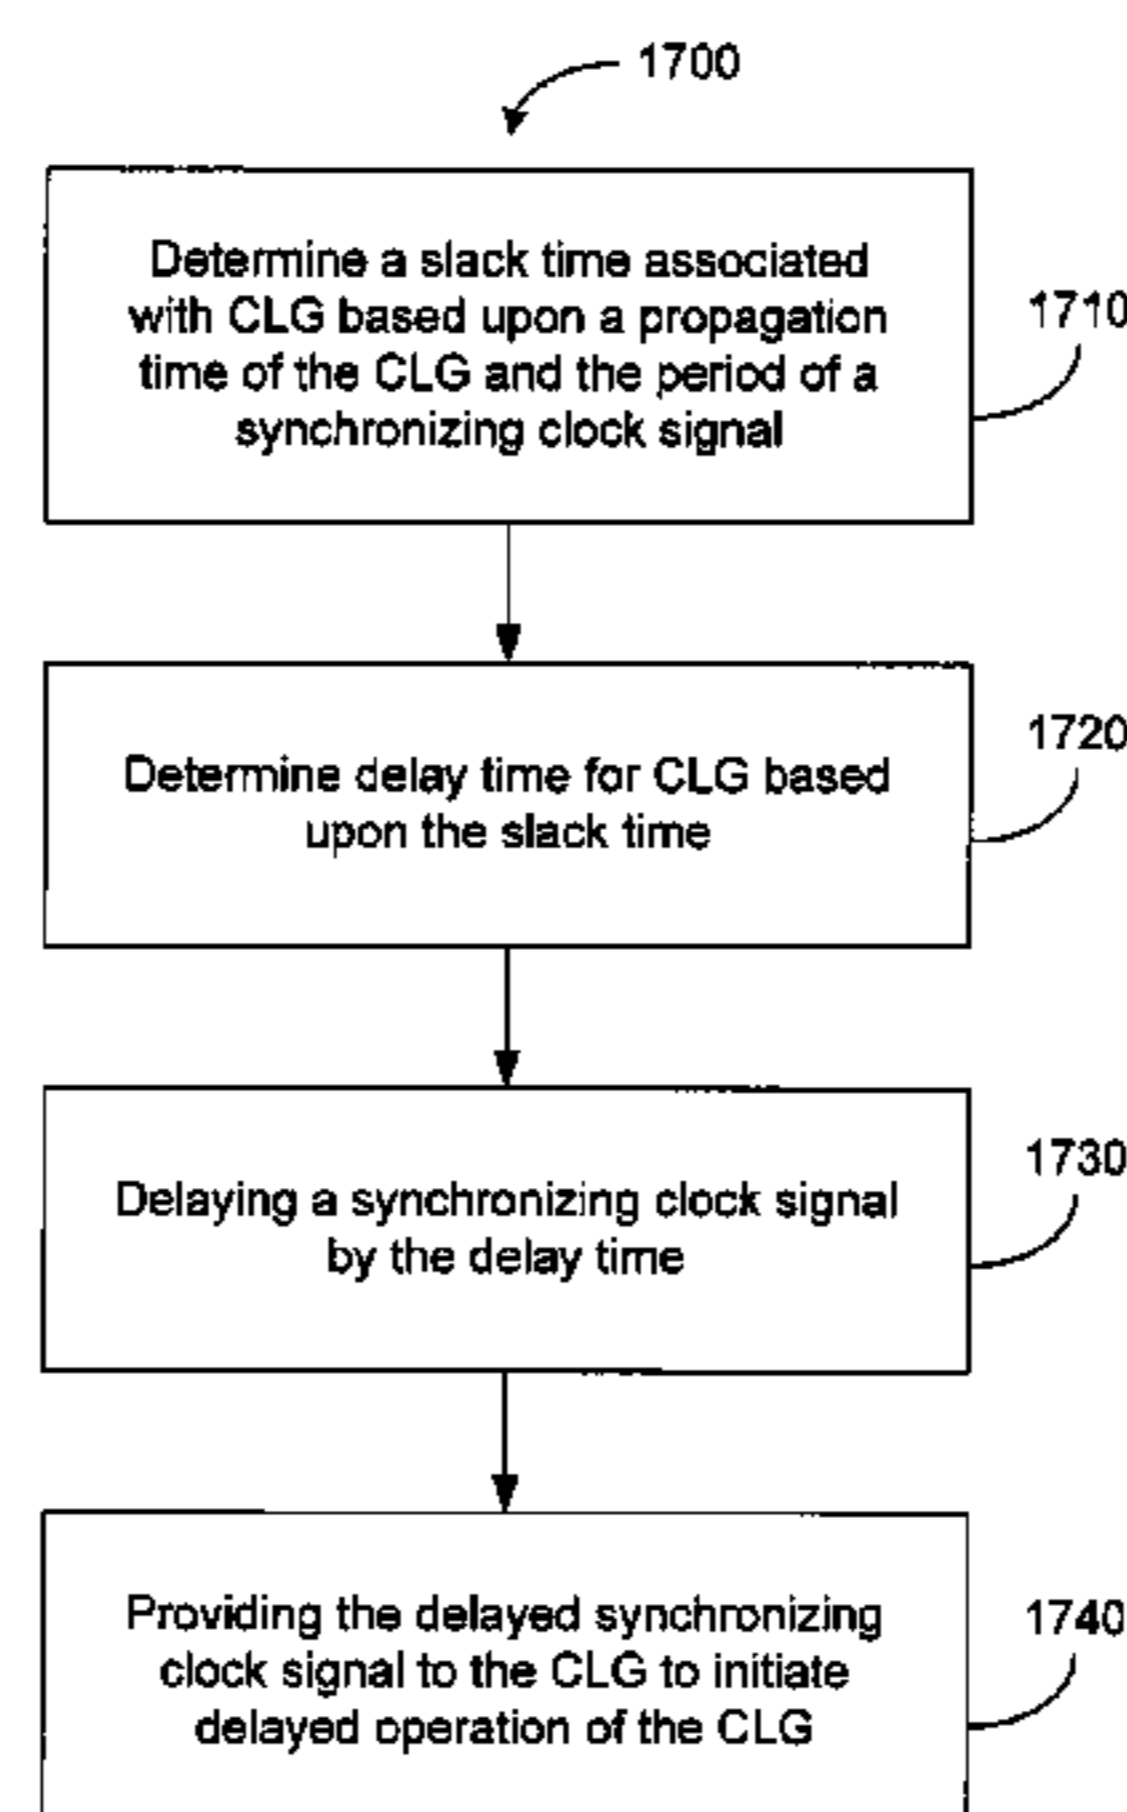 1700
Determine a slack time associated
with CLG based upon a propagation
time of the CLG and the period of a
synchronizing clock signal
1710
Determine delay time for CLG based
upon the slack time
1720
Delaying a synchronizing clock signal
by the delay time
1730
Providing the delayed synchronizing
clock signal to the CLG to initiate
delayed operation of the CLG
1740